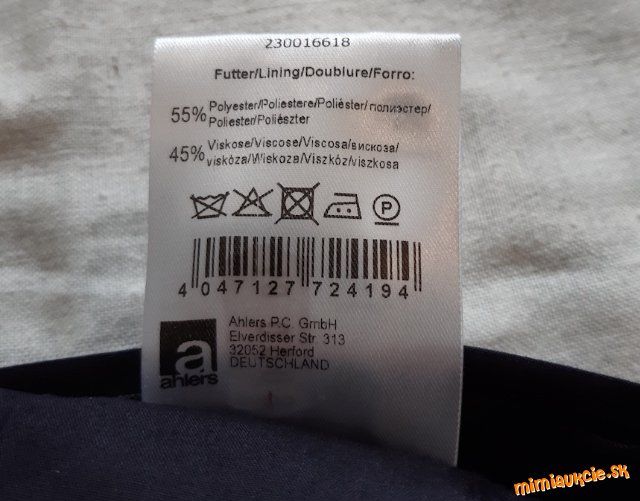 230016618
Futter/Lining/Doublure/Forro:
55% Polyester/Poliestere/Poliéster/полиэстер/
Poliester/Poliészter
45% Viskose/Viscose/Viscosa/вискоза/
viskóza/Wiskoza/Viszkóz/viszkosa
P
4 047127 724194
Ahlers P.C. GmbH
Elverdisser Str. 313
32052 Herford
DEUTSCHLAND
a
ahlers
mimiaukcie.sk